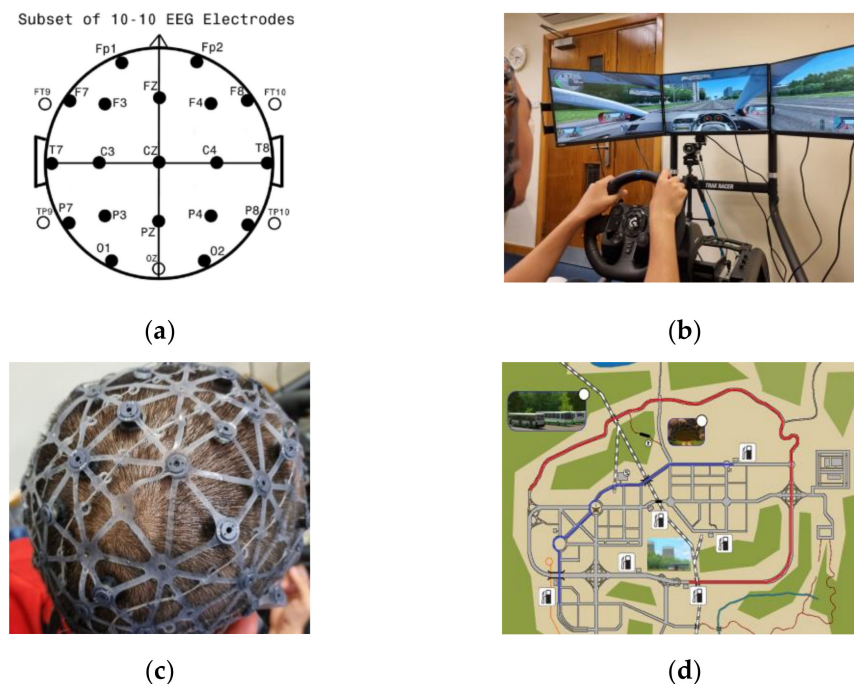 Subset of 10-10 EEG Electrodes
Fp1 Fp2
FT9 F7 F3 FZ F4 F8 FT10
T7 C3 CZ C4 T8
TP9 P7 P3 PZ P4 P8 TP10
O1 OZ O2
TRAK RACER
(a) (b)
(c) (d)